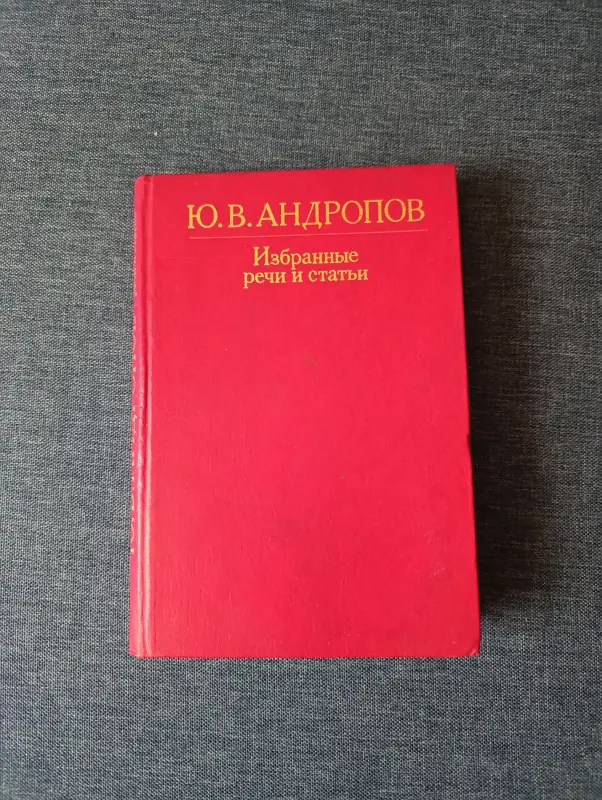 Ю. В. АНДРОПОВ
Избранные
речи и статьи